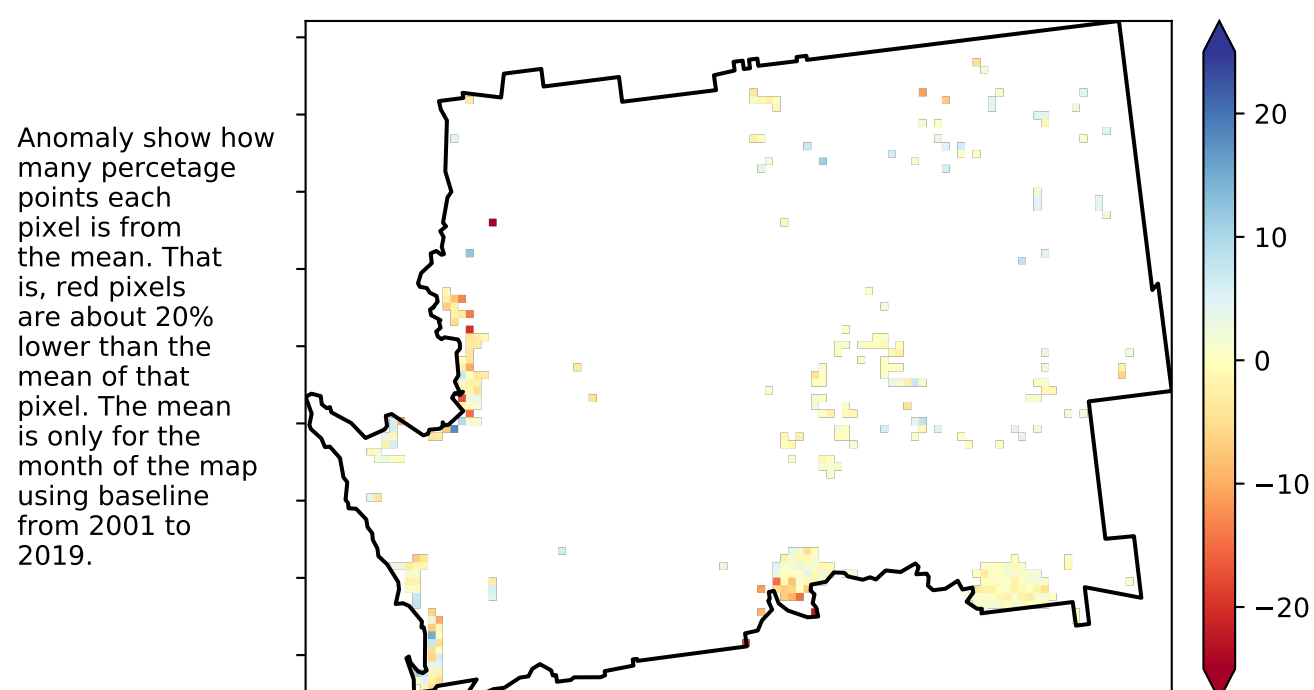 Anomaly show how
many percetage
points each
pixel is from
the mean. That
is, red pixels
are about 20%
lower than the
mean of that
pixel. The mean
is only for the
month of the map
using baseline
from 2001 to
2019.
20
10
0
−10
−20